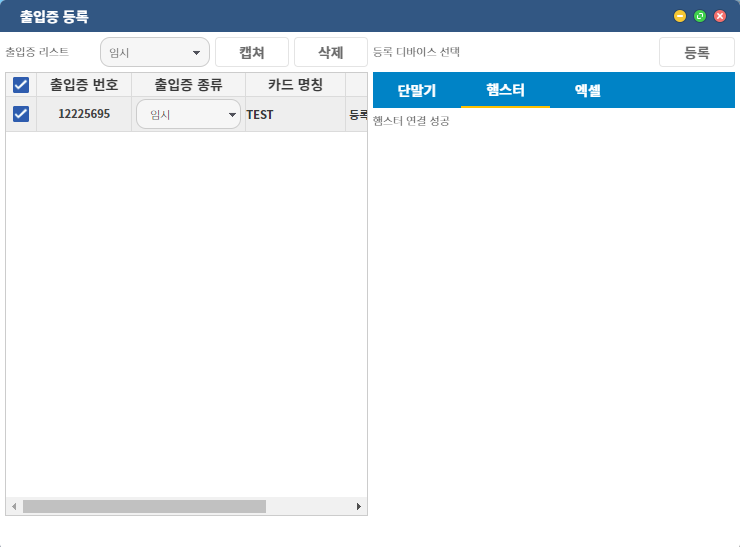 출입증 등록
출입증 리스트 임시 캡쳐 삭제 등록 디바이스 선택 등록
출입증 번호 출입증 종류 카드 명칭 단말기 햄스터 엑셀
12225695 임시 TEST 등록 햄스터 연결 성공